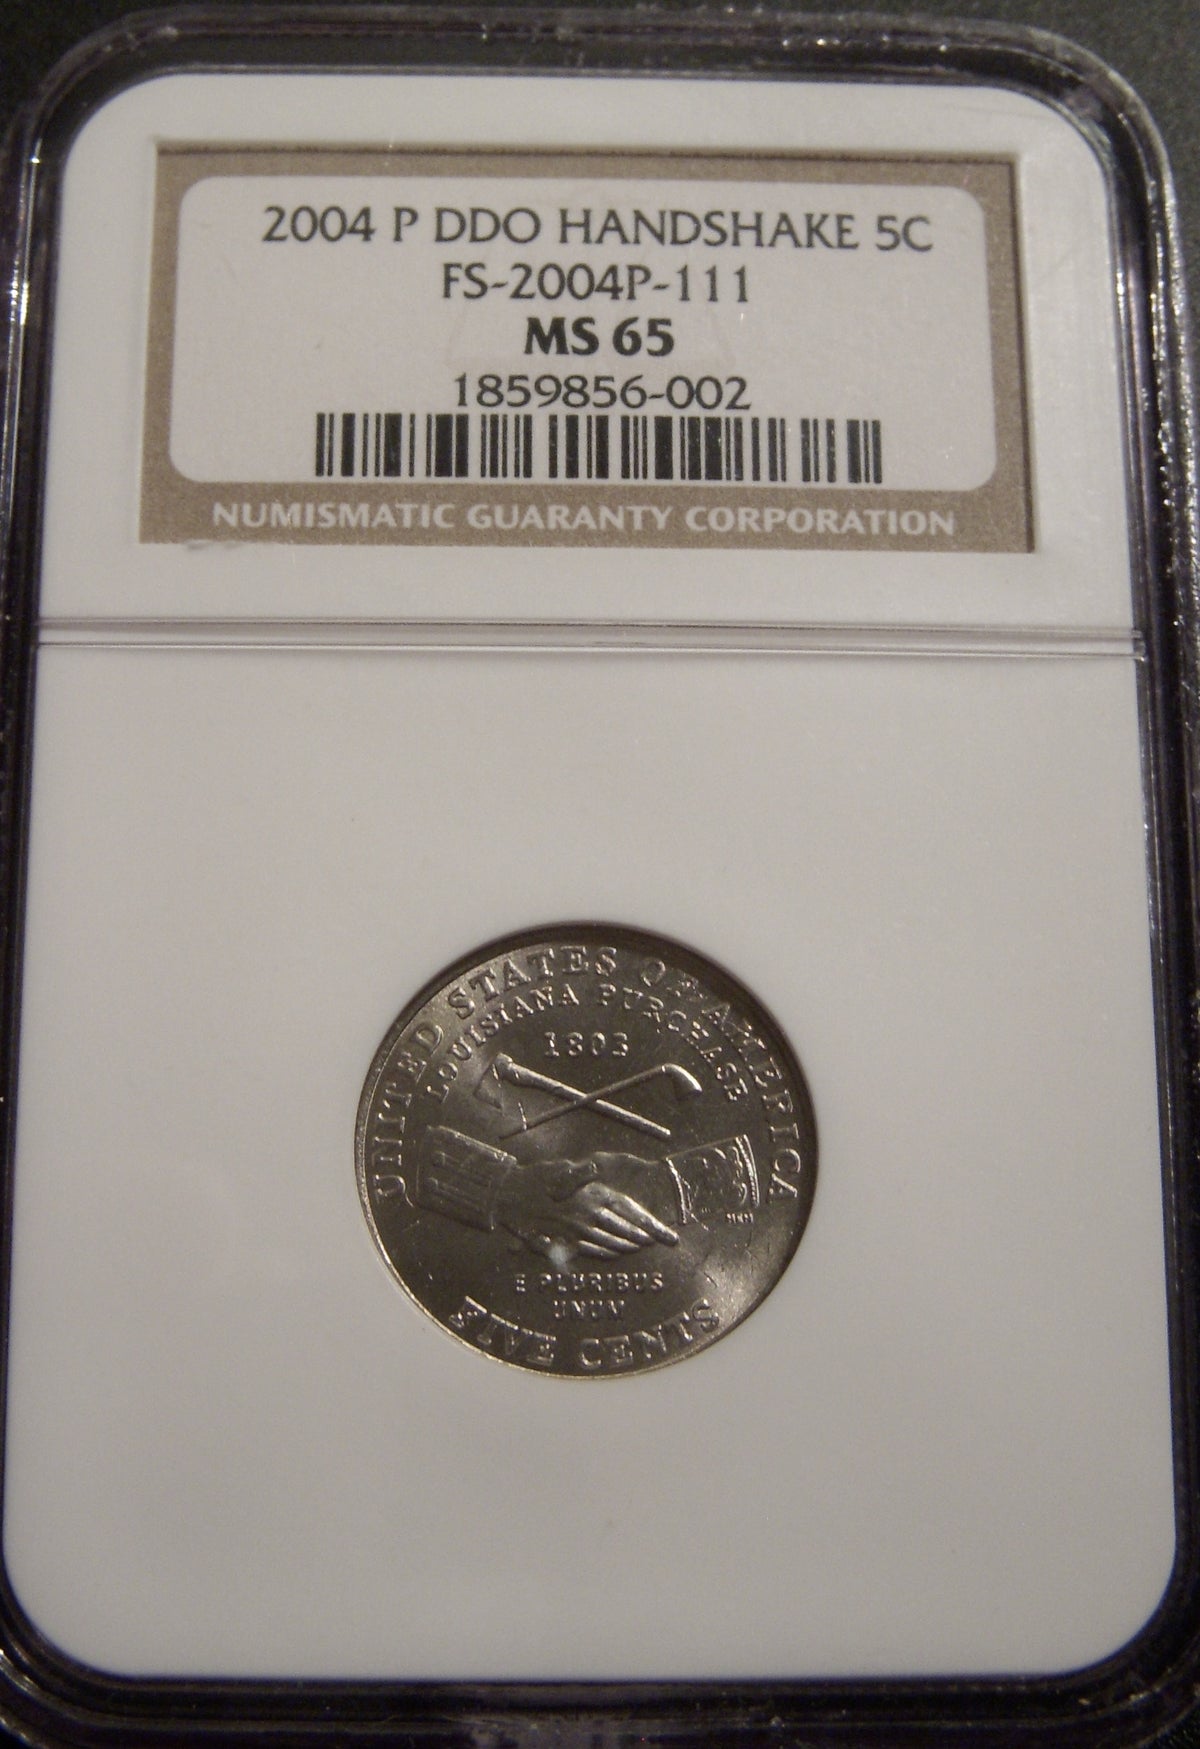 2004 P DDO HANDSHAKE 5C
FS-2004P-111
MS 65
1859856-002
NUMISMATIC GUARANTY CORPORATION
UNITED STATES OF AMERICA
LOUISIANA PURCHASE
1803
E PLURIBUS
UNUM
FIVE CENTS